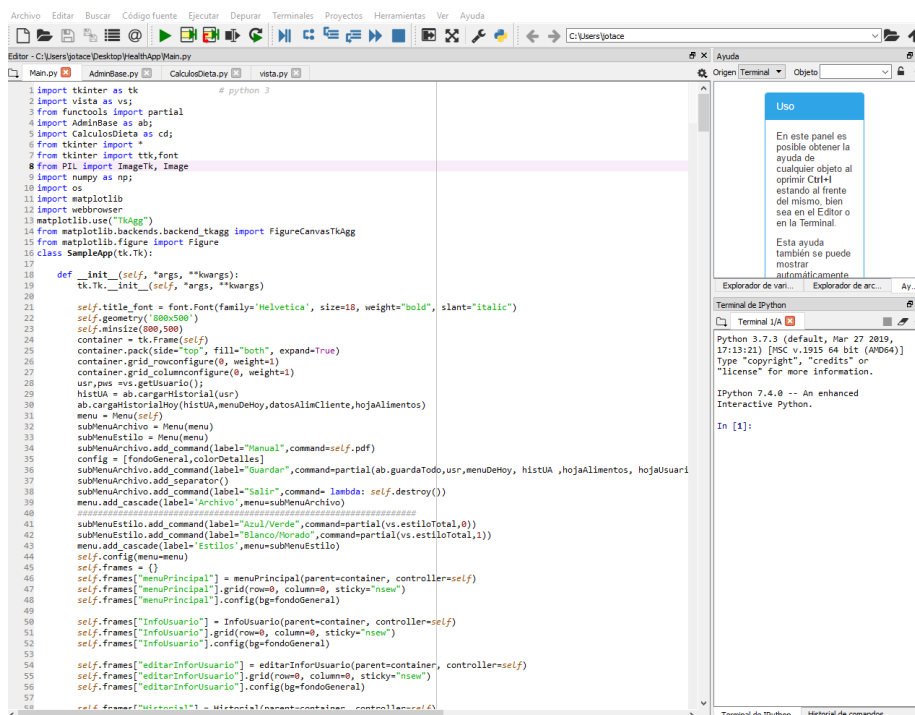 Archivo Editar Buscar Código fuente Ejecutar Depurar Terminales Proyectos Herramientas Ver Ayuda
C:\Users\jotace
Editor - C:\Users\jotace\Desktop\HealthApp\Main.py
Main.py AdminBase.py CalculosDieta.py vista.py
1 import tkinter as tk # python 3
2 import vista as vs;
3 from functools import partial
4 import AdminBase as ab;
5 import CalculosDieta as cd;
6 from tkinter import *
7 from tkinter import ttk,font
8 from PIL import ImageTk, Image
9 import numpy as np;
10 import os
11 import matplotlib
12 import webbrowser
13 matplotlib.use("TkAgg")
14 from matplotlib.backends.backend_tkagg import FigureCanvasTkAgg
15 from matplotlib.figure import Figure
16 class SampleApp(tk.Tk):
17
18 def __init__(self, *args, **kwargs):
19 tk.Tk.__init__(self, *args, **kwargs)
20
21 self.title_font = font.Font(family='Helvetica', size=18, weight="bold", slant="italic")
22 self.geometry('800x500')
23 self.minsize(800,500)
24 container = tk.Frame(self)
25 container.pack(side="top", fill="both", expand=True)
26 container.grid_rowconfigure(0, weight=1)
27 container.grid_columnconfigure(0, weight=1)
28 usr,pws =vs.getUsuario();
29 histUA = ab.cargarHistorial(usr)
30 ab.cargaHistorialHoy(histUA,menuDeHoy,datosAlimCliente,hojaAlimentos)
31 menu = Menu(self)
32 subMenuArchivo = Menu(menu)
33 subMenuEstilo = Menu(menu)
34 subMenuArchivo.add_command(label="Manual",command=self.pdf)
35 config = [fondoGeneral,colorDetalles]
36 subMenuArchivo.add_command(label="Guardar",command=partial(ab.guardaTodo,usr,menuDeHoy, histUA ,hojaAlimentos, hojaUsuari
37 subMenuArchivo.add_separator()
38 subMenuArchivo.add_command(label="Salir",command= lambda: self.destroy())
39 menu.add_cascade(label='Archivo',menu=subMenuArchivo)
40 ###################################################################
41 subMenuEstilo.add_command(label="Azul/Verde",command=partial(vs.estiloTotal,0))
42 subMenuEstilo.add_command(label="Blanco/Morado",command=partial(vs.estiloTotal,1))
43 menu.add_cascade(label='Estilos',menu=subMenuEstilo)
44 self.config(menu=menu)
45 self.frames = {}
46 self.frames["menuPrincipal"] = menuPrincipal(parent=container, controller=self)
47 self.frames["menuPrincipal"].grid(row=0, column=0, sticky="nsew")
48 self.frames["menuPrincipal"].config(bg=fondoGeneral)
49
50 self.frames["InfoUsuario"] = InfoUsuario(parent=container, controller=self)
51 self.frames["InfoUsuario"].grid(row=0, column=0, sticky="nsew")
52 self.frames["InfoUsuario"].config(bg=fondoGeneral)
53
54 self.frames["editarInforUsuario"] = editarInforUsuario(parent=container, controller=self)
55 self.frames["editarInforUsuario"].grid(row=0, column=0, sticky="nsew")
56 self.frames["editarInforUsuario"].config(bg=fondoGeneral)
57
58 self.frames["Historial"] = Historial(parent=container, controller=self)
Ayuda
Origen Terminal Objeto
Uso
En este panel es
posible obtener la
ayuda de
cualquier objeto al
oprimir Ctrl+I
estando al frente
del mismo, bien
sea en el Editor o
en la Terminal.
Esta ayuda
también se puede
mostrar
automáticamente
Explorador de vari... Explorador de arc... Ay...
Terminal de IPython
Terminal 1/A
Python 3.7.3 (default, Mar 27 2019,
17:13:21) [MSC v.1915 64 bit (AMD64)]
Type "copyright", "credits" or
"license" for more information.
IPython 7.4.0 -- An enhanced
Interactive Python.
In [1]:
Terminal de IPython Historial de comandos